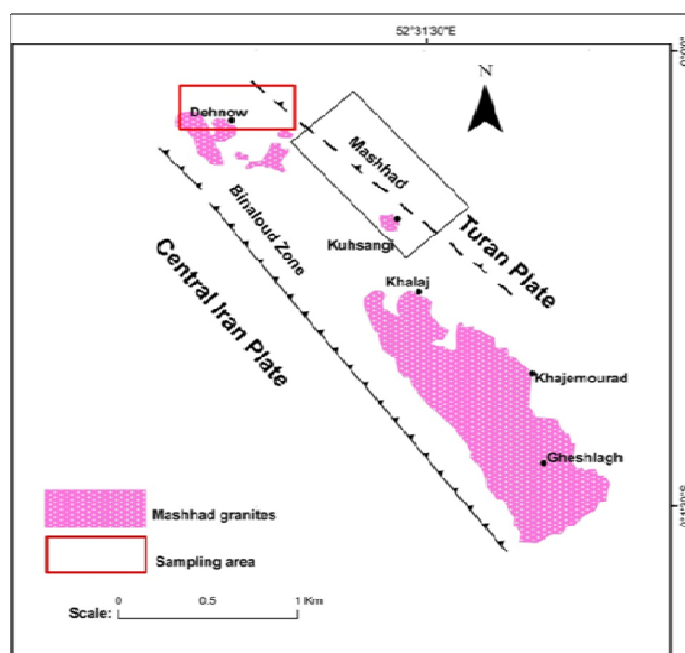 52°31'30"E
N
Dehnow
Mashhad
Turan Plate
Kuhsangi
Binaloud Zone
Central Iran Plate
Khalaj
Khajemourad
Gheshlagh
Mashhad granites
Sampling area
Scale:
0 0.5 1 Km